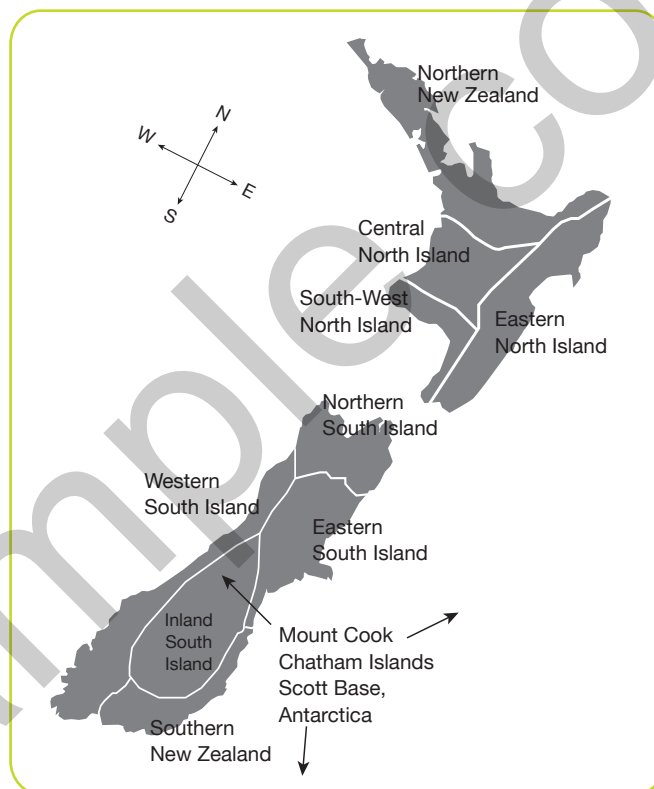 Northern
New Zealand
N
W
E
S
Central
North Island
South-West
North Island
Eastern
North Island
Northern
South Island
Western
South Island
Eastern
South Island
Inland
South
Island
Mount Cook
Chatham Islands
Scott Base,
Antarctica
Southern
New Zealand